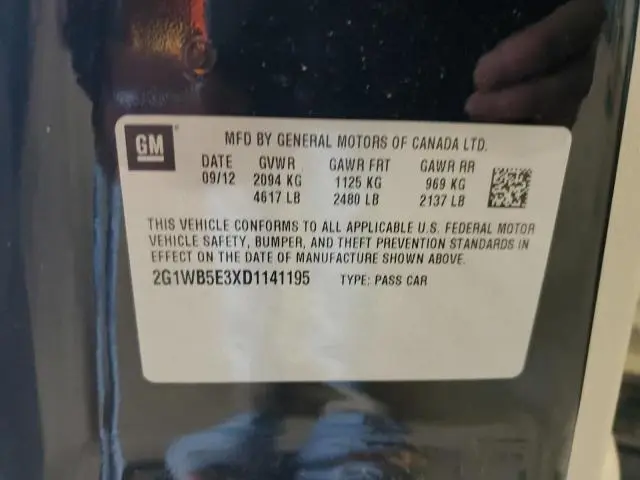 GM
MFD BY GENERAL MOTORS OF CANADA LTD.
DATE GVWR GAWR FRT GAWR RR
09/12 2094 KG 1125 KG 969 KG
4617 LB 2480 LB 2137 LB
THIS VEHICLE CONFORMS TO ALL APPLICABLE U.S. FEDERAL MOTOR
VEHICLE SAFETY, BUMPER, AND THEFT PREVENTION STANDARDS IN
EFFECT ON THE DATE OF MANUFACTURE SHOWN ABOVE.
2G1WB5E3XD1141195 TYPE: PASS CAR